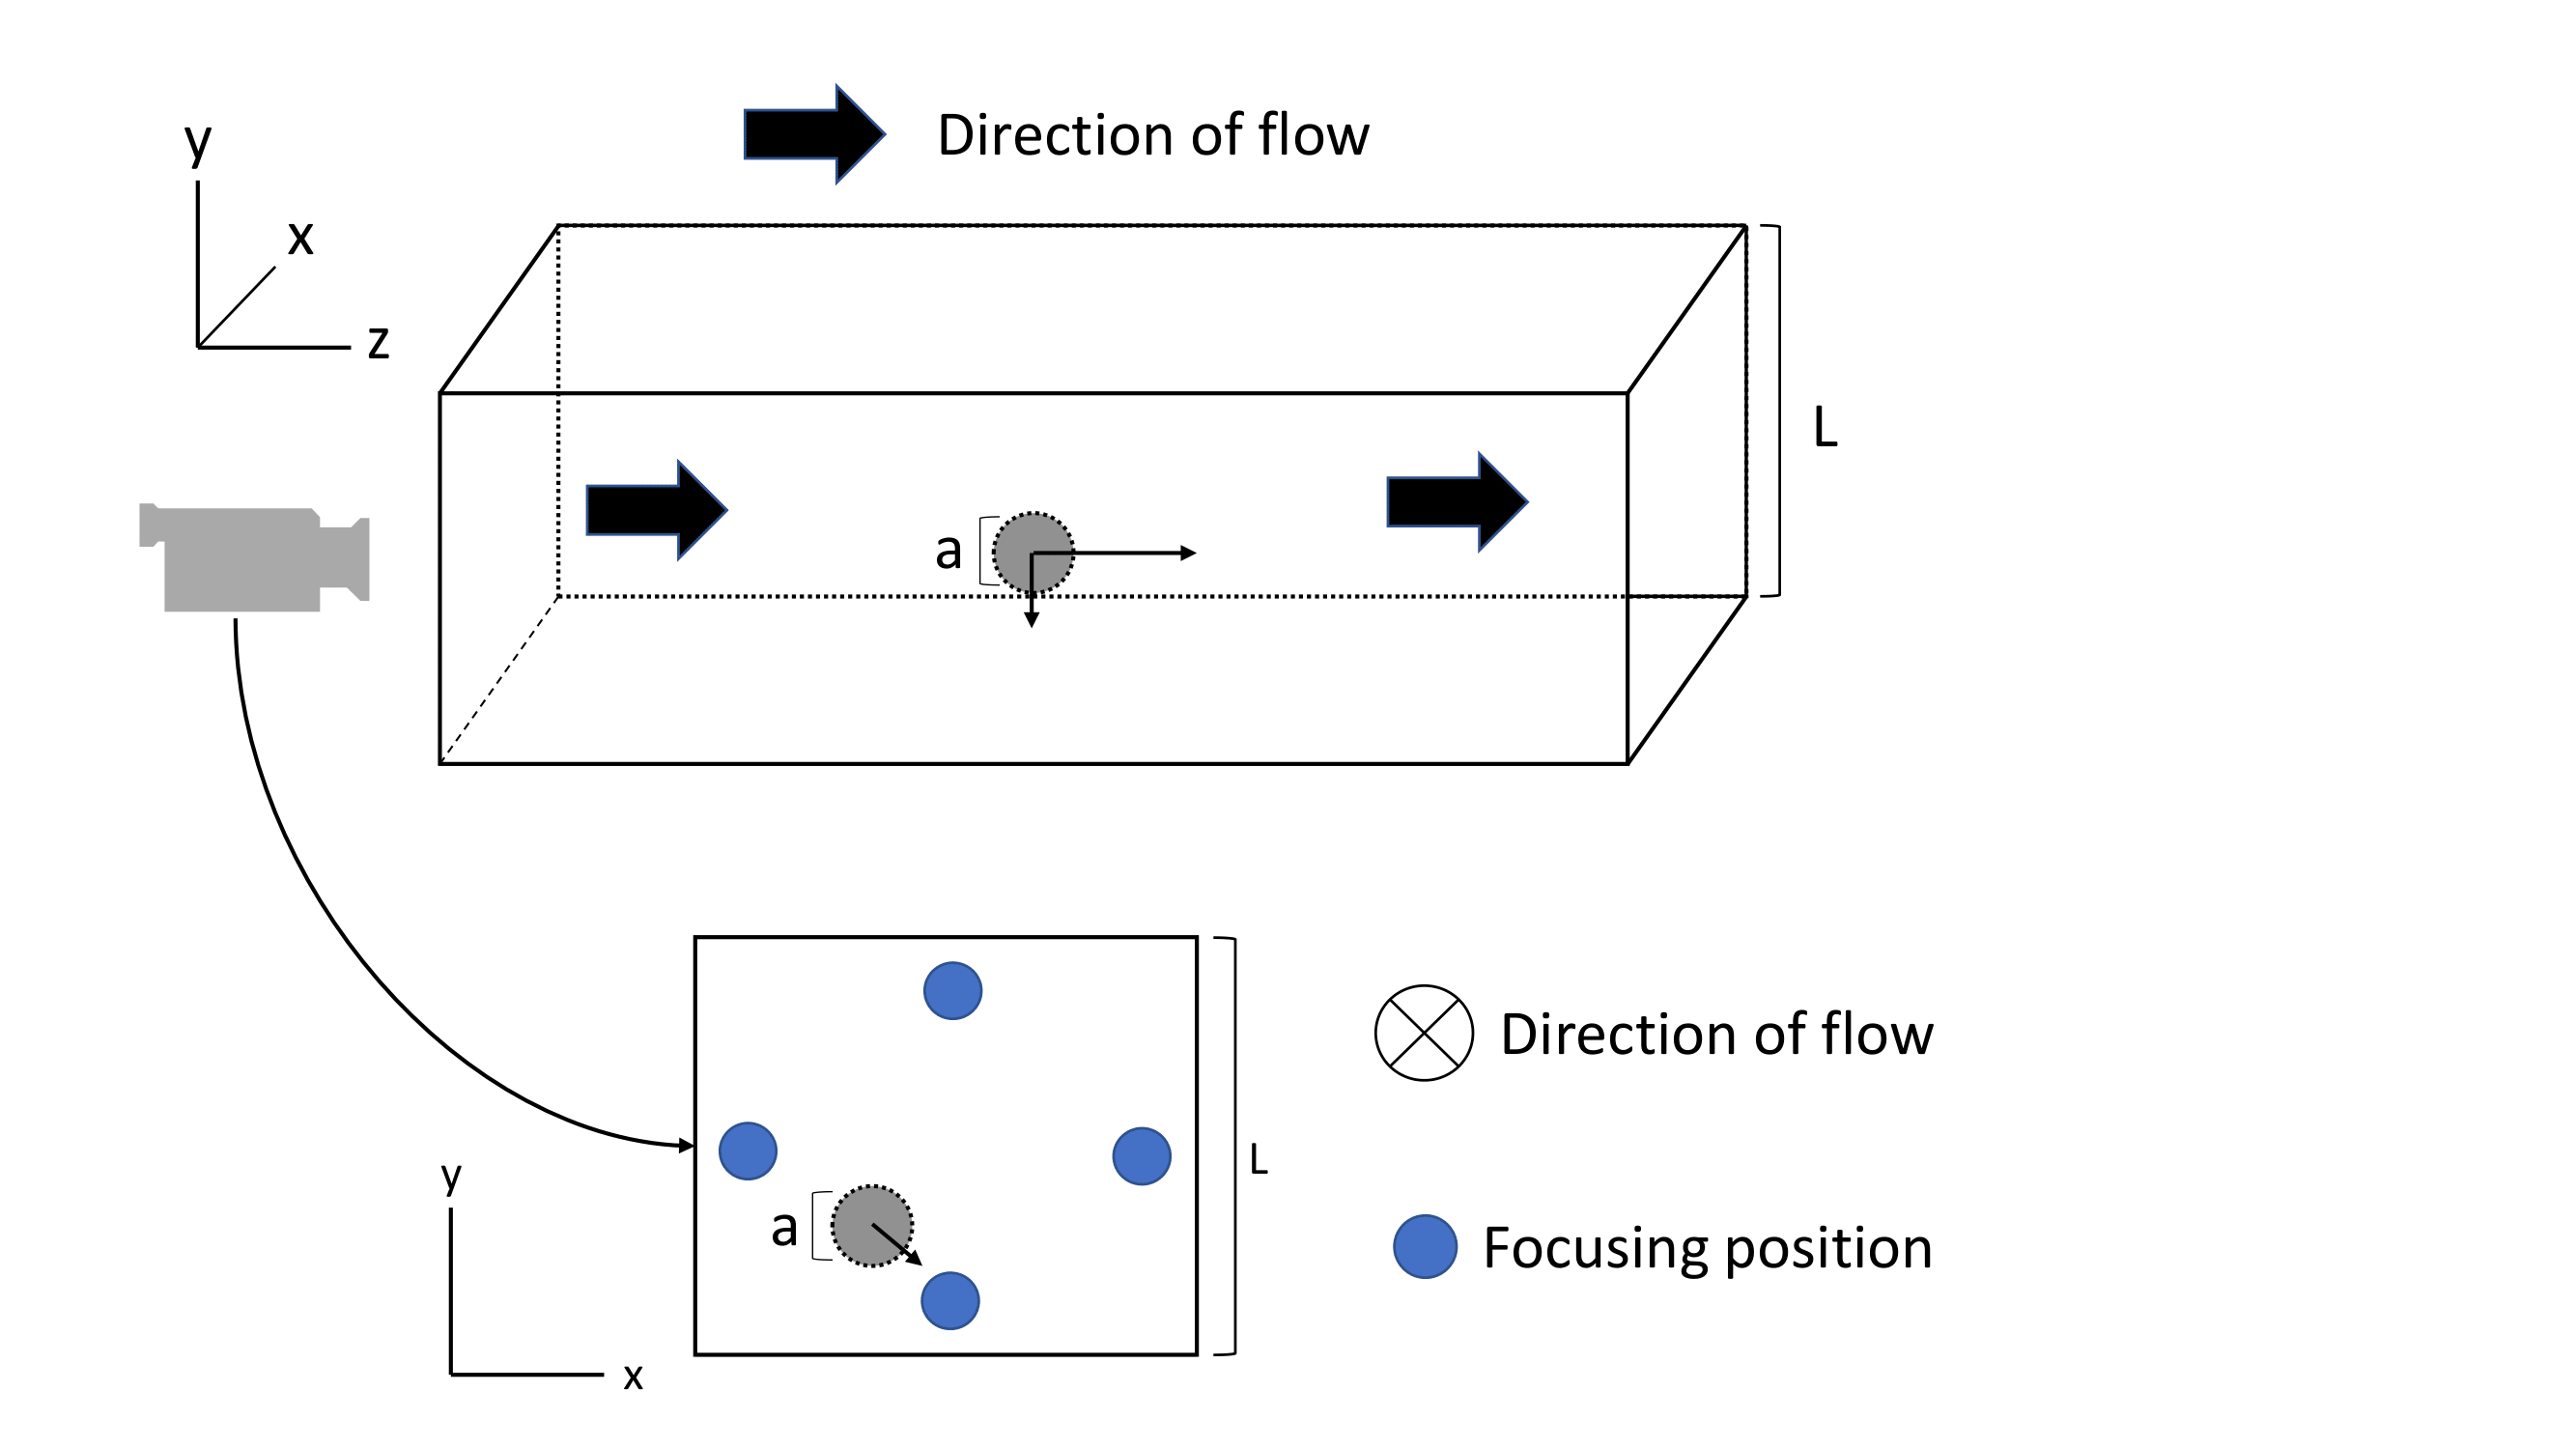 Direction of flow
y
x
z
L
a
Direction of flow
L
y
a
Focusing position
x